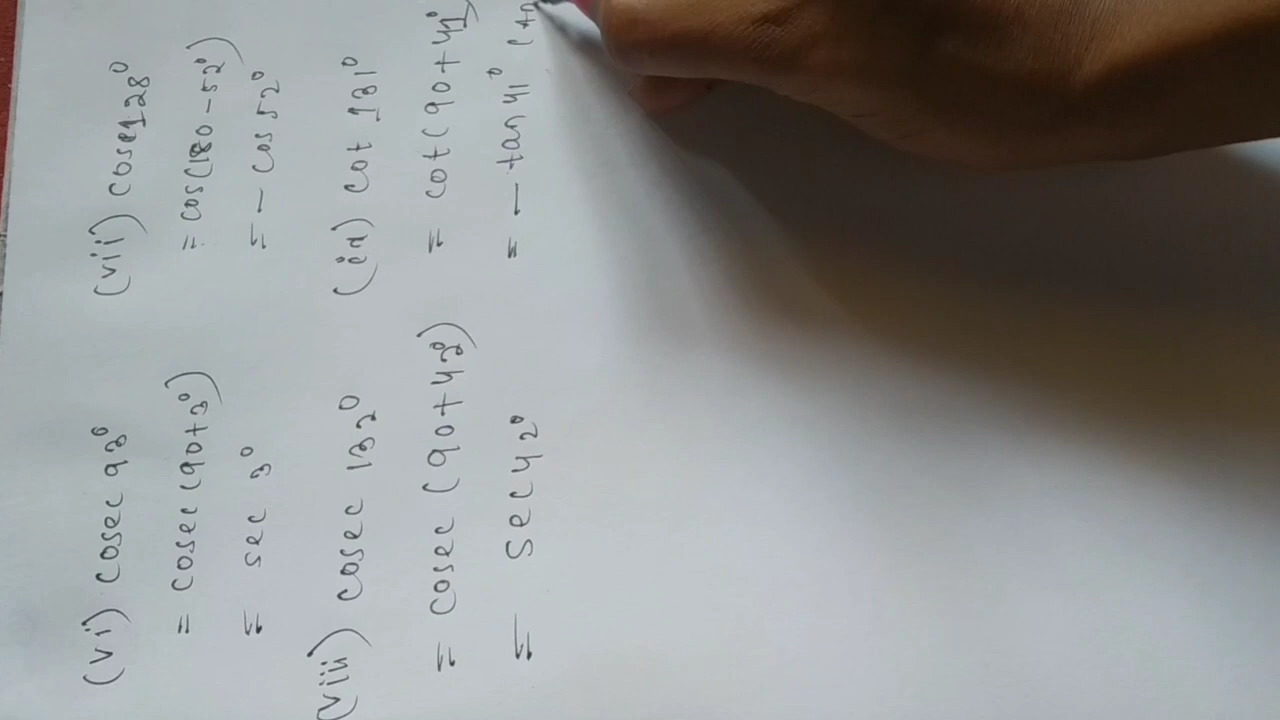 (vi) cosec 93°
= cosec (90+3°)
= sec 3°
(vii) cos 128°
= cos(180-52°)
= - cos 52°
(viii) cosec 132°
= cosec (90+42°)
= sec 42°
(ix) cot 131°
= cot (90+41°)
= - tan 41°